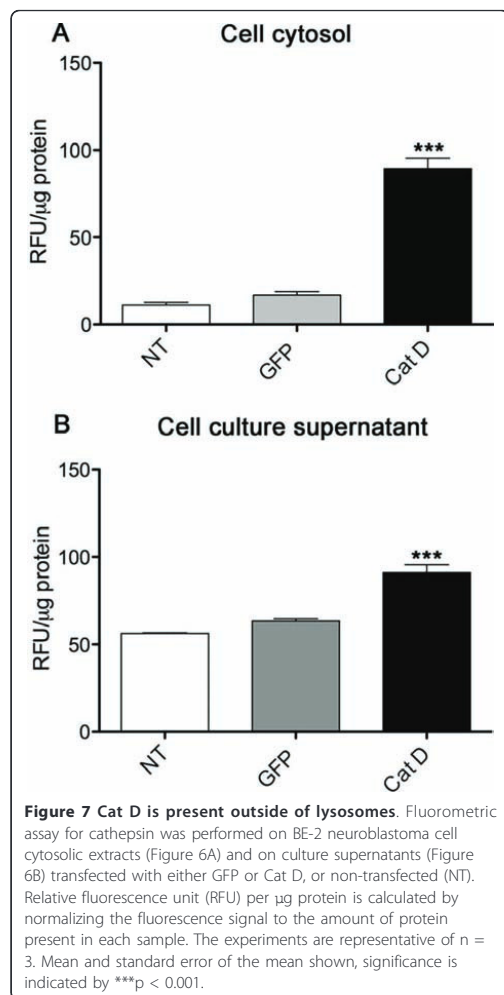 A
Cell cytosol
150
100
50
0
RFU/µg protein
***
NT
GFP
Cat D
B
Cell culture supernatant
150
100
50
0
RFU/µg protein
***
NT
GFP
Cat D
Figure 7 Cat D is present outside of lysosomes. Fluorometric
assay for cathepsin was performed on BE-2 neuroblastoma cell
cytosolic extracts (Figure 6A) and on culture supernatants (Figure
6B) transfected with either GFP or Cat D, or non-transfected (NT).
Relative fluorescence unit (RFU) per µg protein is calculated by
normalizing the fluorescence signal to the amount of protein
present in each sample. The experiments are representative of n =
3. Mean and standard error of the mean shown, significance is
indicated by ***p < 0.001.